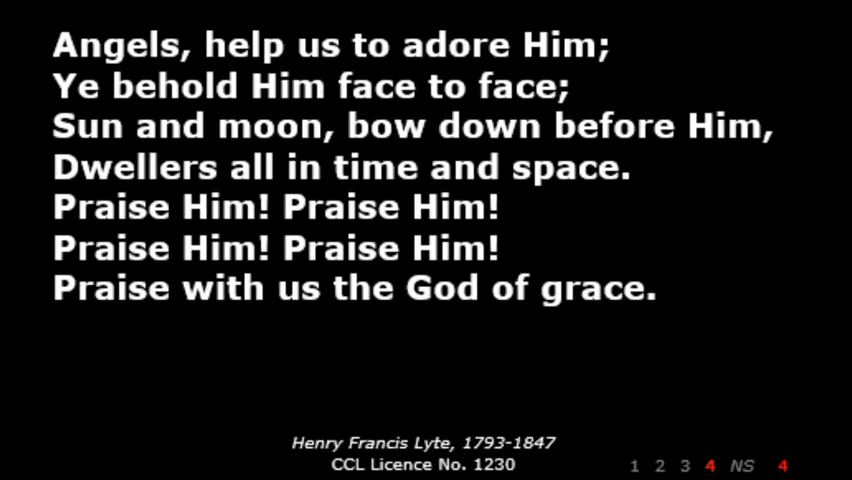 Angels, help us to adore Him;
Ye behold Him face to face;
Sun and moon, bow down before Him,
Dwellers all in time and space.
Praise Him! Praise Him!
Praise Him! Praise Him!
Praise with us the God of grace.
Henry Francis Lyte, 1793-1847
CCL Licence No. 1230
1 2 3 4 NS 4